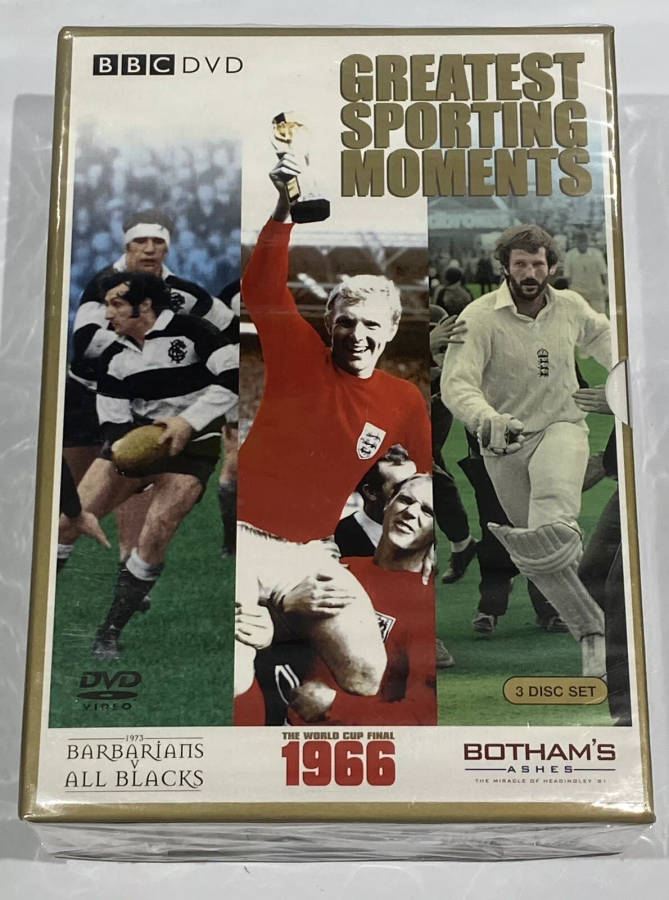 BBC DVD
GREATEST
SPORTING
MOMENTS
DVD
VIDEO
3 DISC SET
1973
BARBARIANS
V
ALL BLACKS
THE WORLD CUP FINAL
1966
BOTHAM'S
ASHES
THE MIRACLE OF HEADINGLEY '81